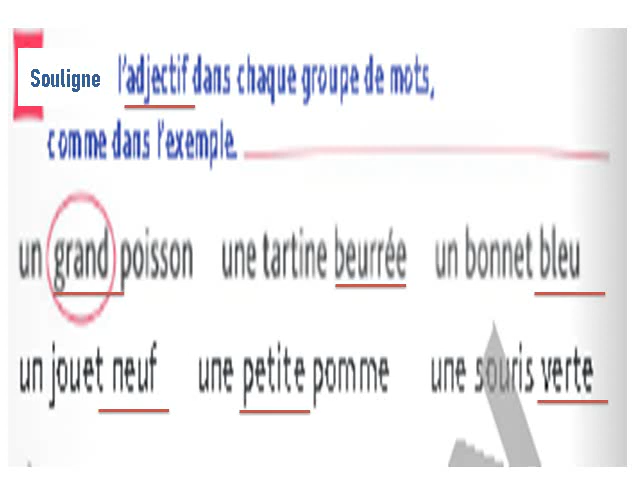 Souligne l'adjectif dans chaque groupe de mots,
comme dans l'exemple.
un grand poisson une tartine beurrée un bonnet bleu
un jouet neuf une petite pomme une souris verte